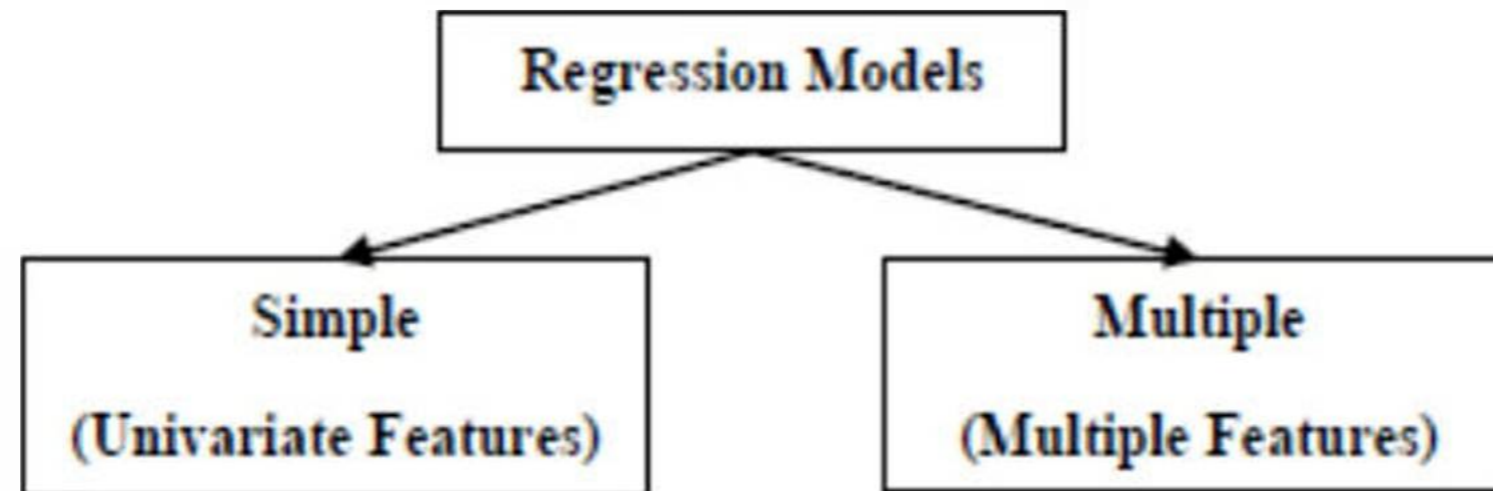 Regression Models
Simple
(Univariate Features)
Multiple
(Multiple Features)